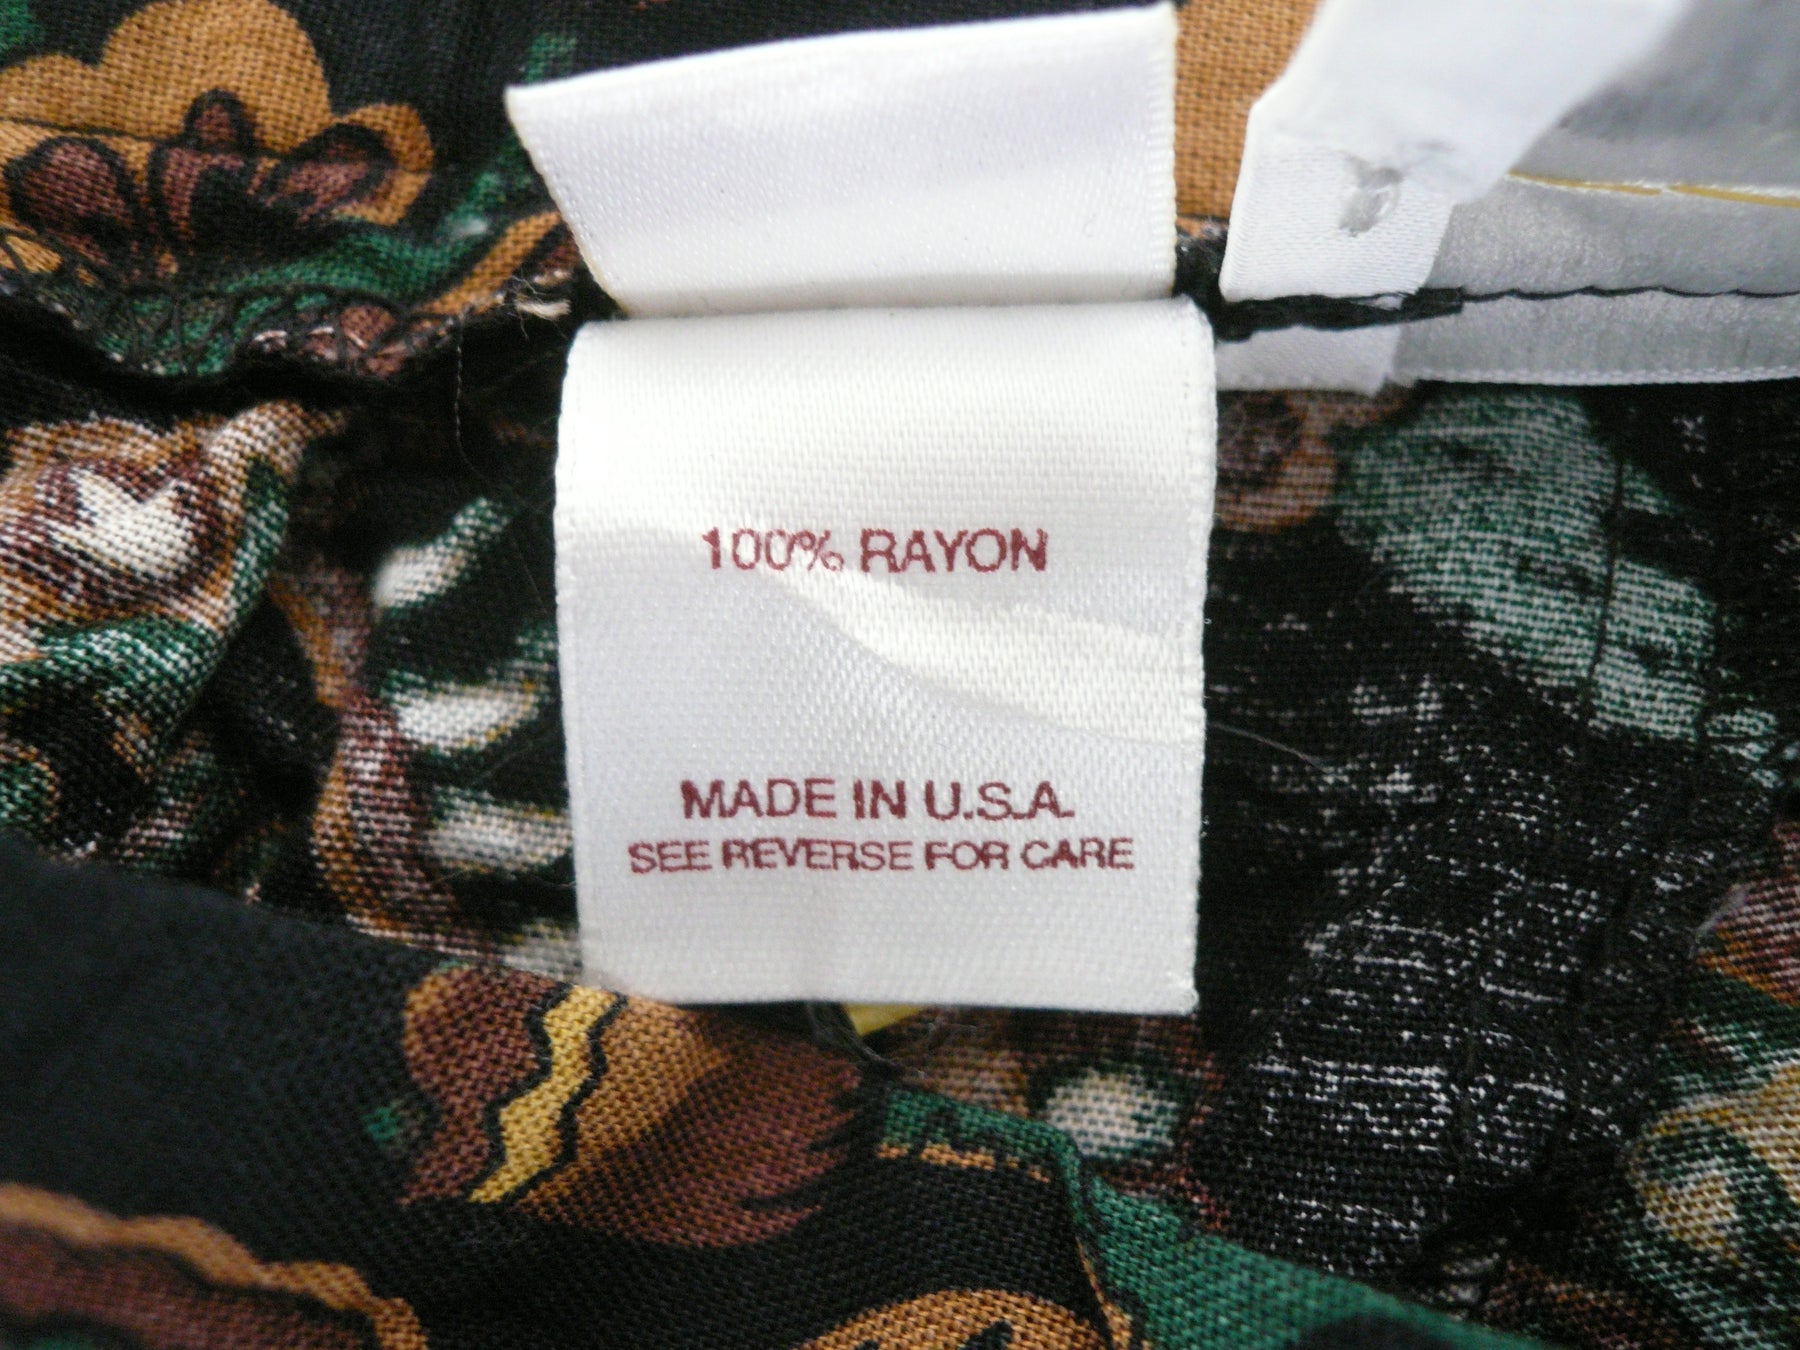 100% RAYON
MADE IN U.S.A.
SEE REVERSE FOR CARE